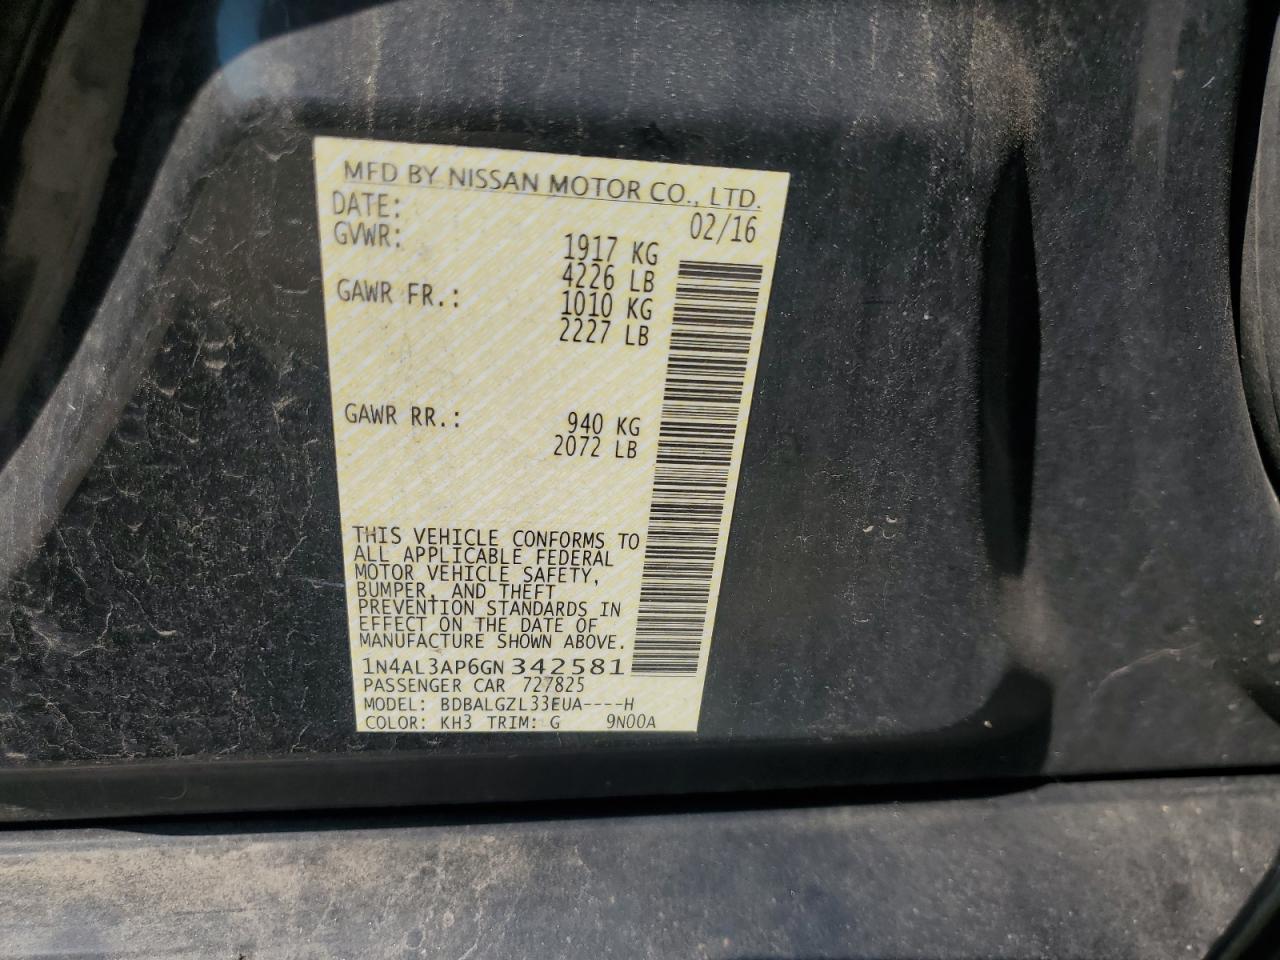 MFD BY NISSAN MOTOR CO., LTD.
DATE: 02/16
GVWR: 1917 KG
4226 LB
GAWR FR.: 1010 KG
2227 LB
GAWR RR.: 940 KG
2072 LB
THIS VEHICLE CONFORMS TO
ALL APPLICABLE FEDERAL
MOTOR VEHICLE SAFETY,
BUMPER, AND THEFT
PREVENTION STANDARDS IN
EFFECT ON THE DATE OF
MANUFACTURE SHOWN ABOVE.
1N4AL3AP6GN 342581
PASSENGER CAR 727825
MODEL: BDBALGZL33EUA----H
COLOR: KH3 TRIM: G 9N00A